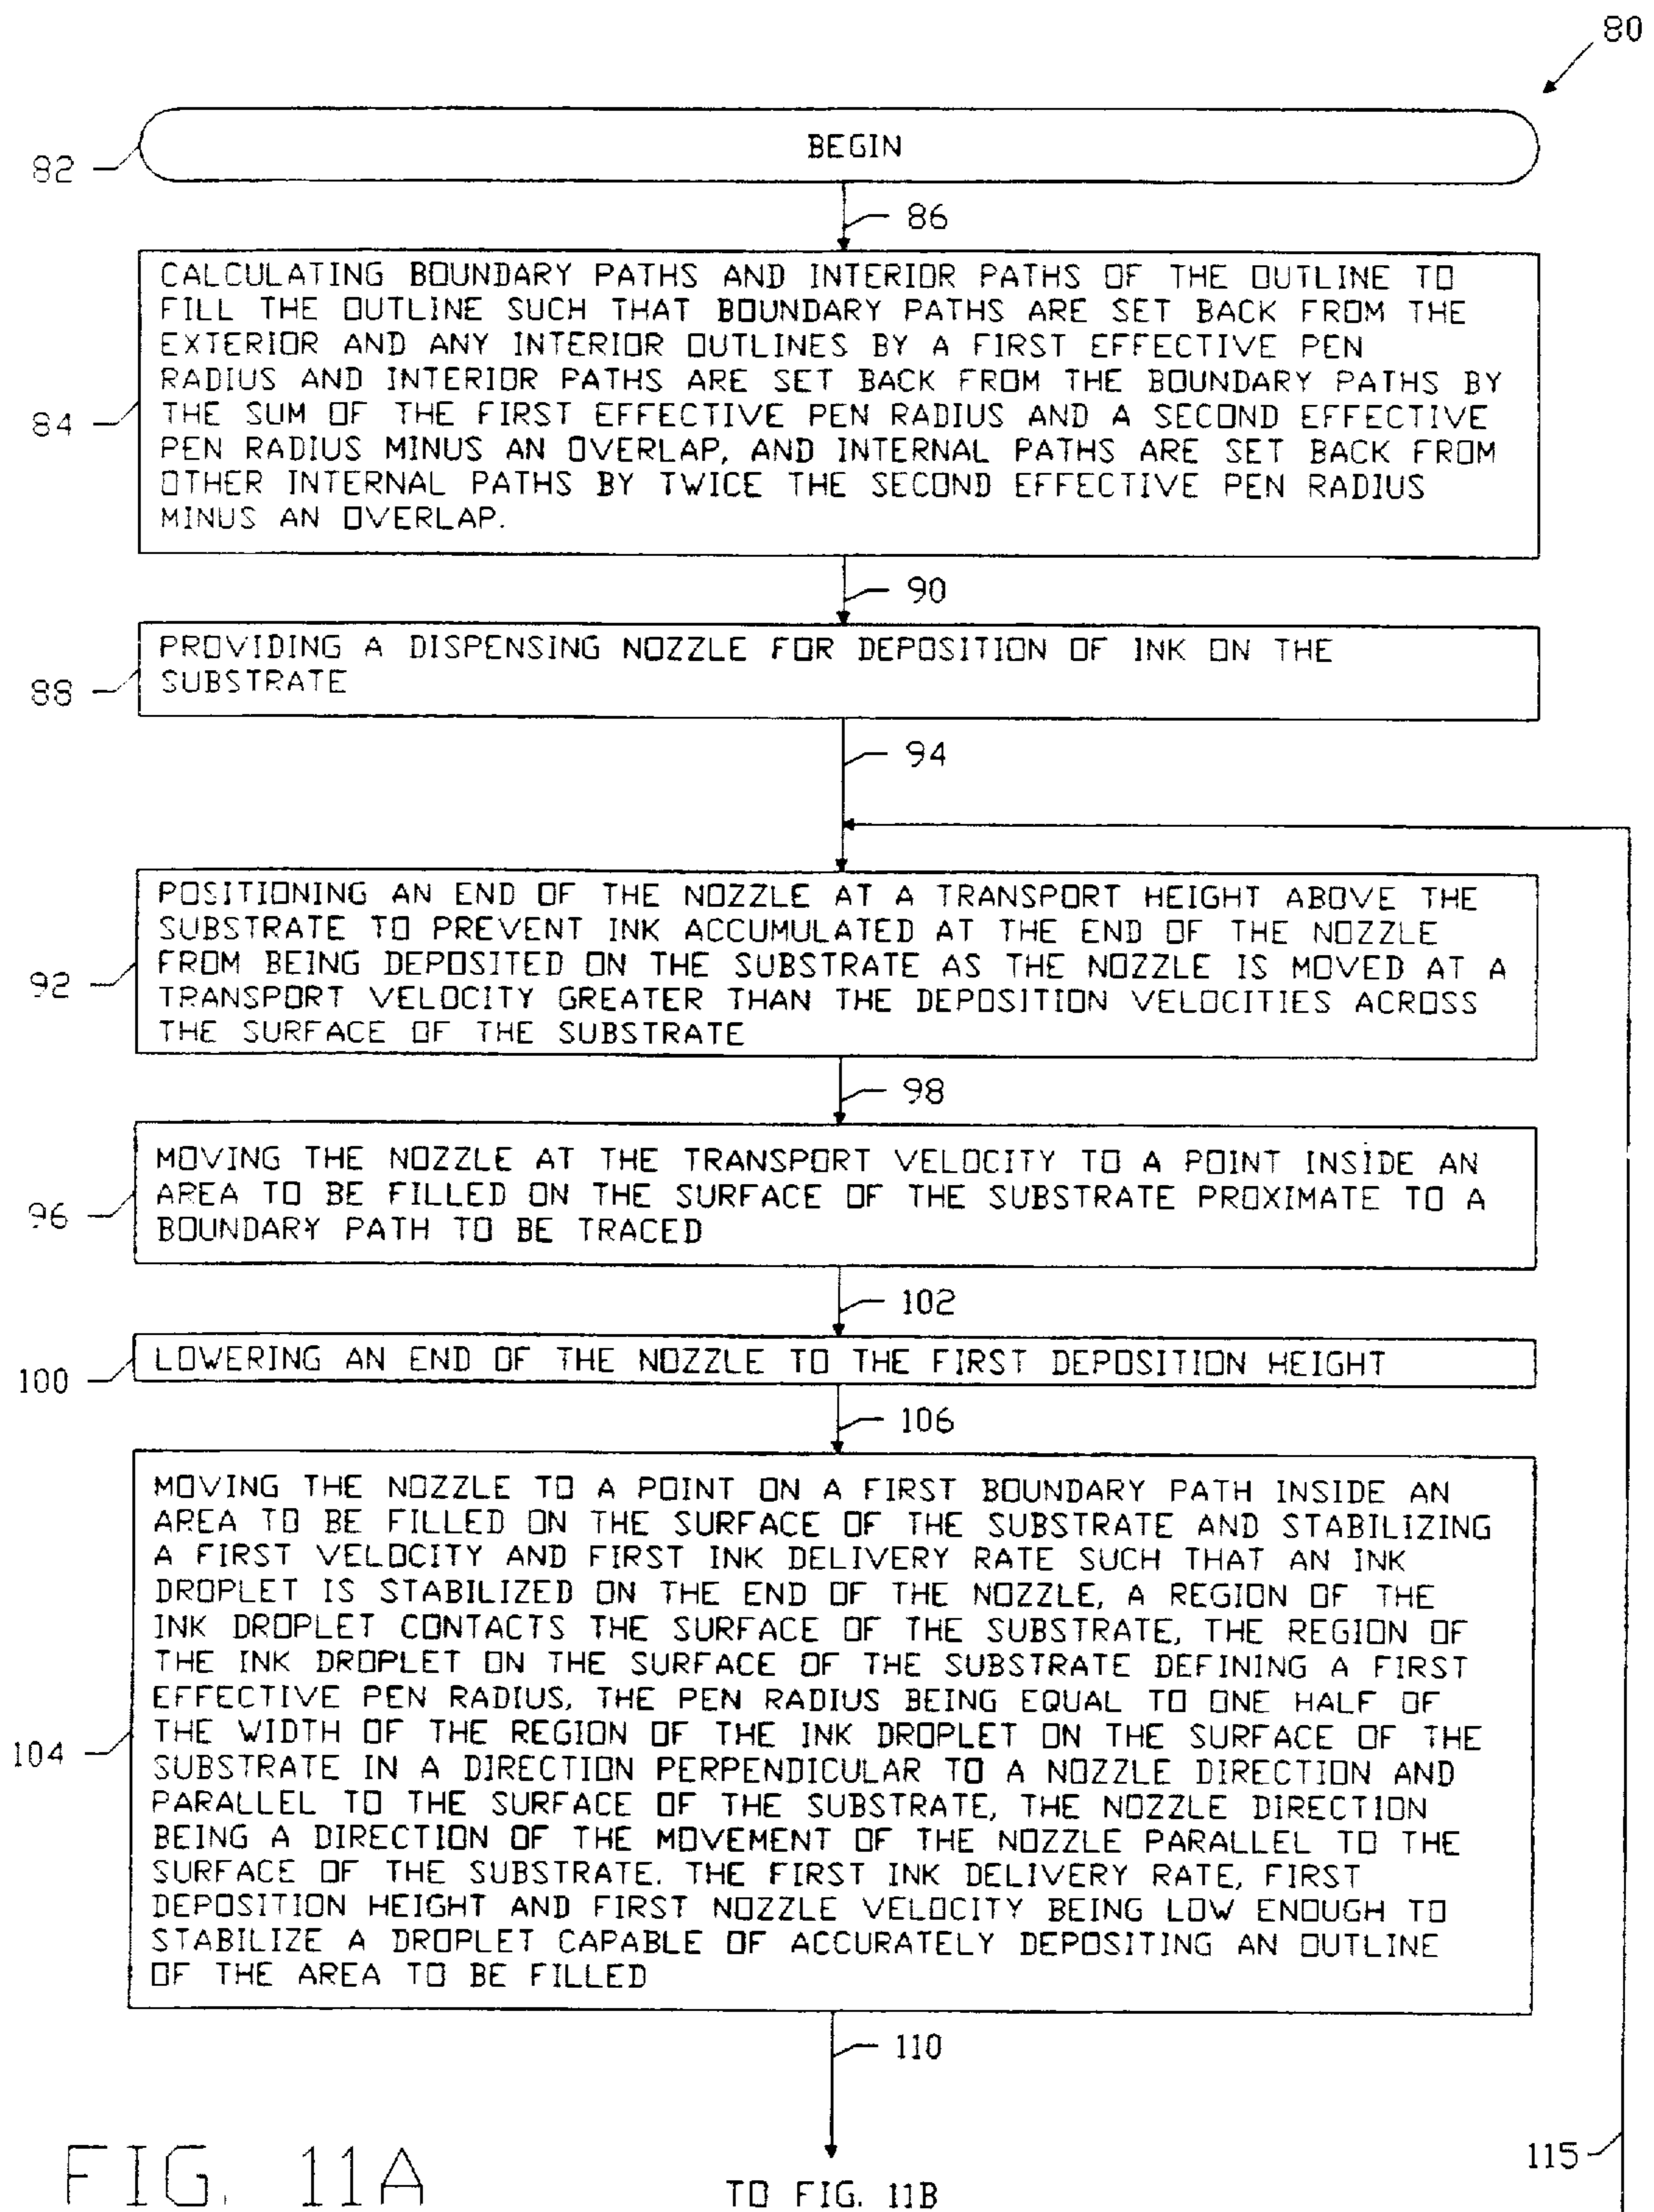 80
BEGIN
82
86
CALCULATING BOUNDARY PATHS AND INTERIOR PATHS OF THE OUTLINE TO
FILL THE OUTLINE SUCH THAT BOUNDARY PATHS ARE SET BACK FROM THE
EXTERIOR AND ANY INTERIOR OUTLINES BY A FIRST EFFECTIVE PEN
RADIUS AND INTERIOR PATHS ARE SET BACK FROM THE BOUNDARY PATHS BY
THE SUM OF THE FIRST EFFECTIVE PEN RADIUS AND A SECOND EFFECTIVE
PEN RADIUS MINUS AN OVERLAP, AND INTERNAL PATHS ARE SET BACK FROM
OTHER INTERNAL PATHS BY TWICE THE SECOND EFFECTIVE PEN RADIUS
MINUS AN OVERLAP.
84
90
PROVIDING A DISPENSING NOZZLE FOR DEPOSITION OF INK ON THE
SUBSTRATE
88
94
POSITIONING AN END OF THE NOZZLE AT A TRANSPORT HEIGHT ABOVE THE
SUBSTRATE TO PREVENT INK ACCUMULATED AT THE END OF THE NOZZLE
FROM BEING DEPOSITED ON THE SUBSTRATE AS THE NOZZLE IS MOVED AT A
TRANSPORT VELOCITY GREATER THAN THE DEPOSITION VELOCITIES ACROSS
THE SURFACE OF THE SUBSTRATE
92
98
MOVING THE NOZZLE AT THE TRANSPORT VELOCITY TO A POINT INSIDE AN
AREA TO BE FILLED ON THE SURFACE OF THE SUBSTRATE PROXIMATE TO A
BOUNDARY PATH TO BE TRACED
96
102
LOWERING AN END OF THE NOZZLE TO THE FIRST DEPOSITION HEIGHT
100
106
MOVING THE NOZZLE TO A POINT ON A FIRST BOUNDARY PATH INSIDE AN
AREA TO BE FILLED ON THE SURFACE OF THE SUBSTRATE AND STABILIZING
A FIRST VELOCITY AND FIRST INK DELIVERY RATE SUCH THAT AN INK
DROPLET IS STABILIZED ON THE END OF THE NOZZLE, A REGION OF THE
INK DROPLET CONTACTS THE SURFACE OF THE SUBSTRATE, THE REGION OF
THE INK DROPLET ON THE SURFACE OF THE SUBSTRATE DEFINING A FIRST
EFFECTIVE PEN RADIUS, THE PEN RADIUS BEING EQUAL TO ONE HALF OF
THE WIDTH OF THE REGION OF THE INK DROPLET ON THE SURFACE OF THE
SUBSTRATE IN A DIRECTION PERPENDICULAR TO A NOZZLE DIRECTION AND
PARALLEL TO THE SURFACE OF THE SUBSTRATE, THE NOZZLE DIRECTION
BEING A DIRECTION OF THE MOVEMENT OF THE NOZZLE PARALLEL TO THE
SURFACE OF THE SUBSTRATE. THE FIRST INK DELIVERY RATE, FIRST
DEPOSITION HEIGHT AND FIRST NOZZLE VELOCITY BEING LOW ENOUGH TO
STABILIZE A DROPLET CAPABLE OF ACCURATELY DEPOSITING AN OUTLINE
OF THE AREA TO BE FILLED
104
110
115
FIG. 11A
TO FIG. 11B